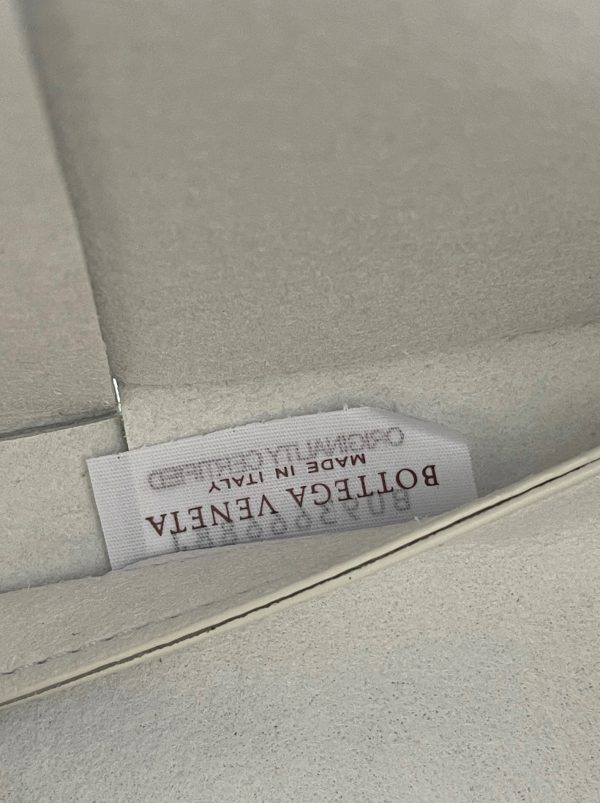 BOTTEGA VENETA
MADE IN ITALY
ORIGINALITY CERTIFIED